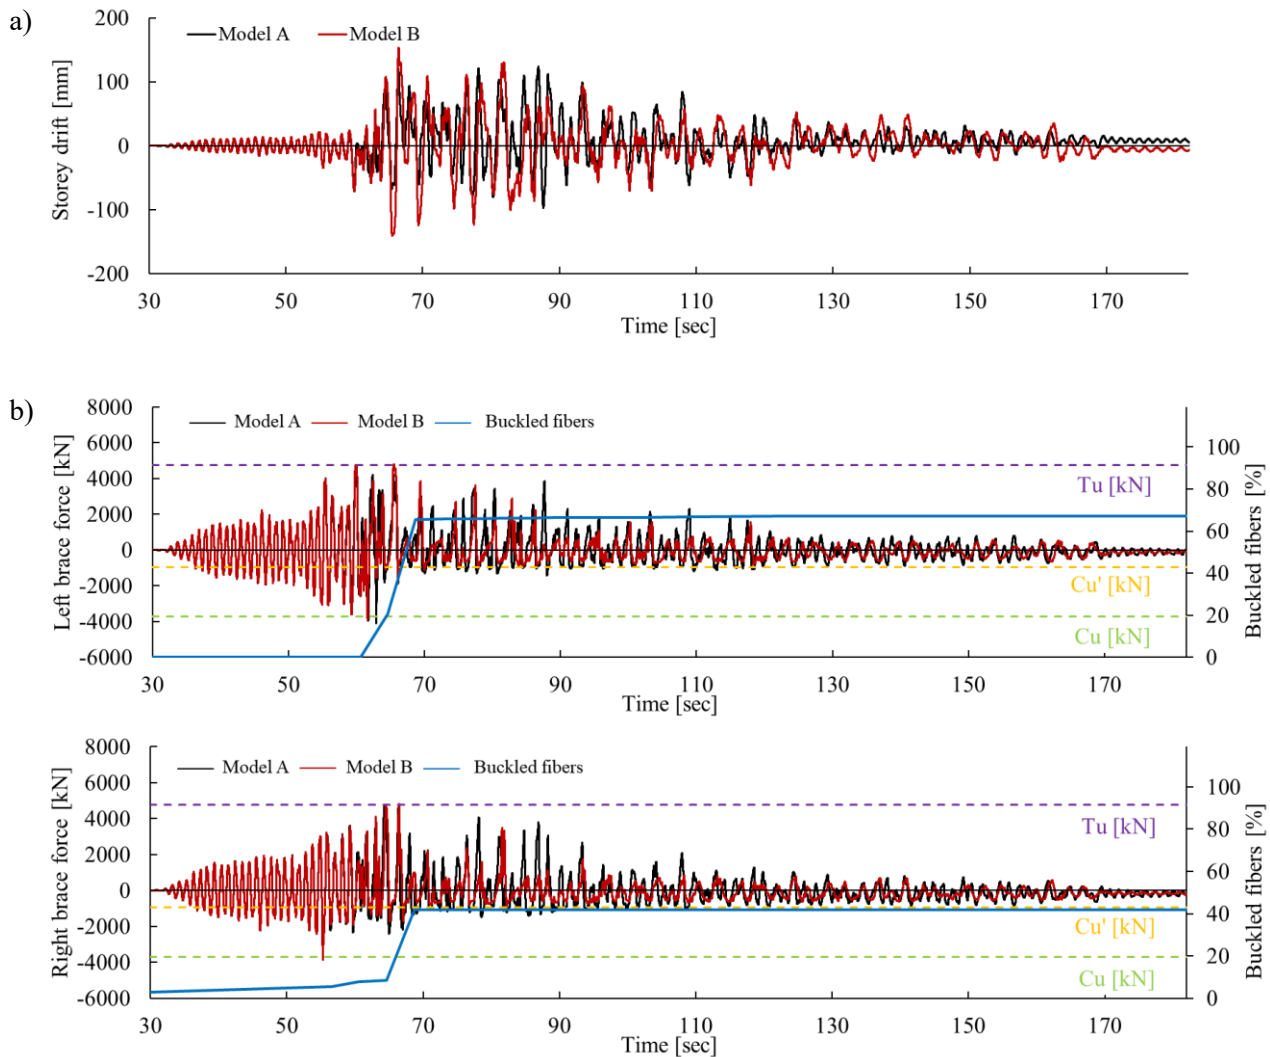 a)
Storey drift [mm]
200
100
0
-100
-200
Model A Model B
30 50 70 90 110 130 150 170
Time [sec]
b)
Left brace force [kN]
8000
6000
4000
2000
0
-2000
-4000
-6000
Model A Model B Buckled fibers
Tu [kN]
Cu' [kN]
Cu [kN]
100
80
60
40
20
0
Buckled fibers [%]
30 50 70 90 110 130 150 170
Time [sec]
Right brace force [kN]
8000
6000
4000
2000
0
-2000
-4000
-6000
Model A Model B Buckled fibers
Tu [kN]
Cu' [kN]
Cu [kN]
100
80
60
40
20
0
Buckled fibers [%]
30 50 70 90 110 130 150 170
Time [sec]